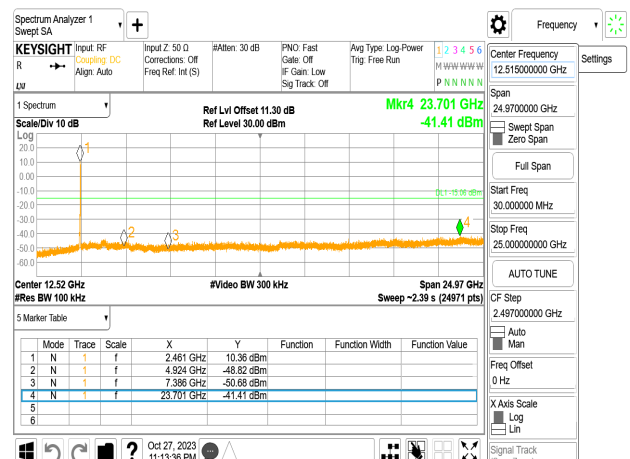 Spectrum Analyzer 1
Swept SA
Frequency
KEYSIGHT
R
Input: RF
Coupling: DC
Align: Auto
Input Z: 50 Ω
Corrections: Off
Freq Ref: Int (S)
#Atten: 30 dB
PNO: Fast
Gate: Off
IF Gain: Low
Sig Track: Off
Avg Type: Log-Power
Trig: Free Run
1 2 3 4 5 6
M W W W W W
P N N N N N
1 Spectrum
Scale/Div 10 dB
Ref Lvl Offset 11.30 dB
Ref Level 30.00 dBm
Mkr4 23.701 GHz
-41.41 dBm
Log
20.0
10.0
0.00
-10.0
-20.0
-30.0
-40.0
-50.0
-60.0
1
2
3
4
Center 12.52 GHz
#Res BW 100 kHz
#Video BW 300 kHz
Span 24.97 GHz
Sweep ~2.39 s (24971 pts)
5 Marker Table
Mode Trace Scale X Y Function Function Width Function Value
1 N 1 f 2.461 GHz 10.36 dBm
2 N 1 f 4.924 GHz -48.82 dBm
3 N 1 f 7.386 GHz -50.68 dBm
4 N 1 f 23.701 GHz -41.41 dBm
5
6
?
Oct 27, 2023
11:13:36 PM
Center Frequency
12.515000000 GHz
Settings
Span
24.9700000 GHz
Swept Span
Zero Span
Full Span
Start Freq
30.000000 MHz
Stop Freq
25.000000000 GHz
AUTO TUNE
CF Step
2.497000000 GHz
Auto
Man
Freq Offset
0 Hz
X Axis Scale
Log
Lin
Signal Track